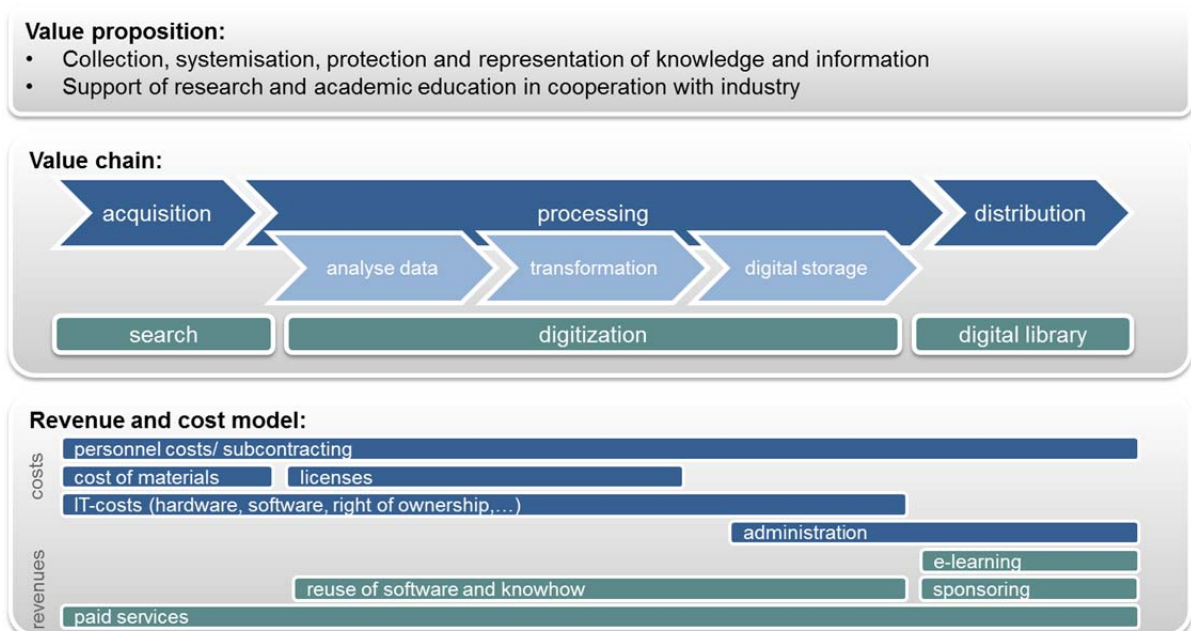 Value proposition:
• Collection, systemisation, protection and representation of knowledge and information
• Support of research and academic education in cooperation with industry
Value chain:
acquisition
processing
distribution
analyse data
transformation
digital storage
search
digitization
digital library
Revenue and cost model:
costs
personnel costs/ subcontracting
cost of materials
licenses
IT-costs (hardware, software, right of ownership,...)
administration
revenues
e-learning
reuse of software and knowhow
sponsoring
paid services